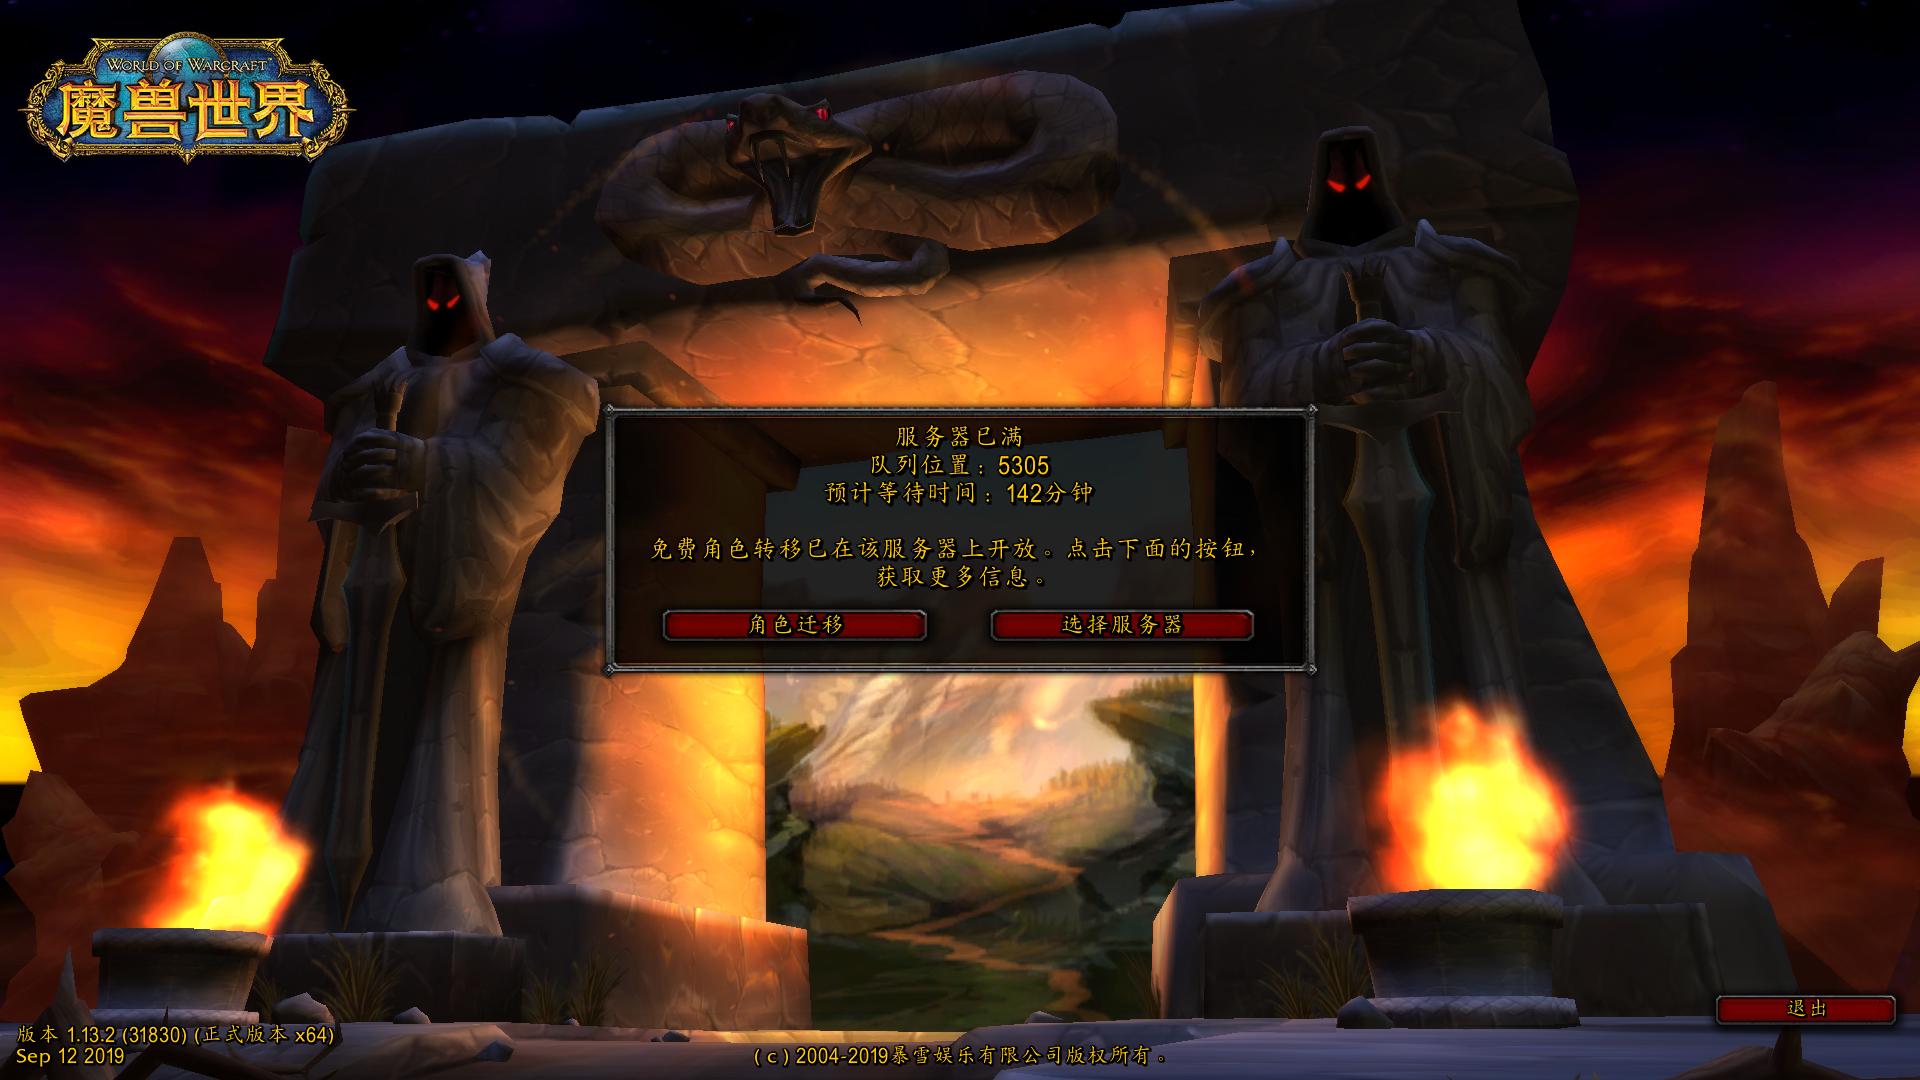 WORLD OF WARCRAFT
魔兽世界
服务器已满
队列位置：5305
预计等待时间：142分钟
免费角色转移已在该服务器上开放。点击下面的按钮，
获取更多信息。
角色迁移
选择服务器
退出
版本 1.13.2 (31830) (正式版本 x64)
Sep 12 2019
(c) 2004-2019暴雪娱乐有限公司版权所有。